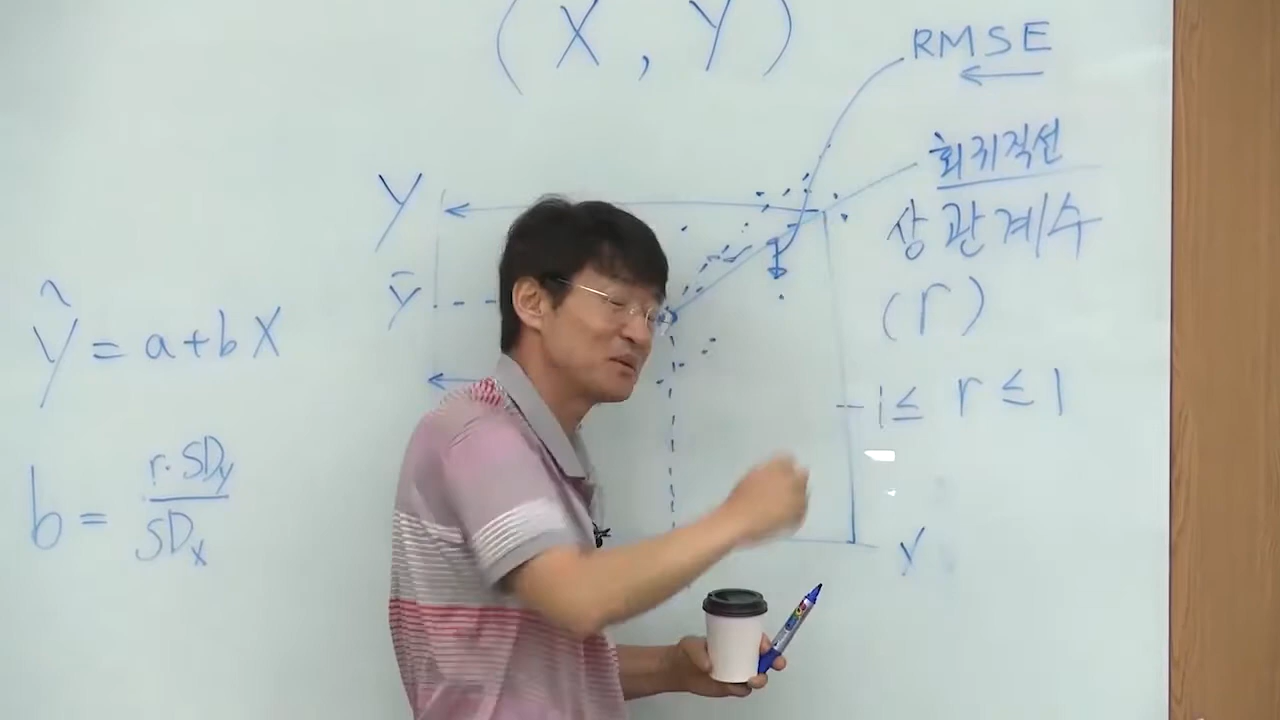 (X, Y)
RMSE
회귀직선
상관계수
(r)
-1≤ r ≤1
Y
ȳ
Ŷ = a+bX
b = r·SDy / SDx